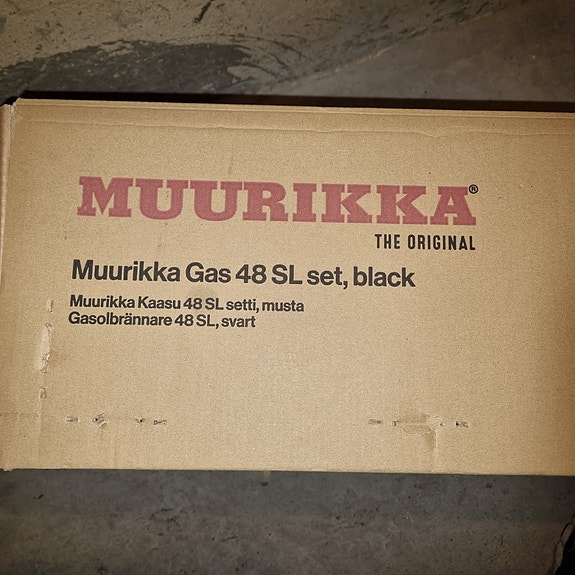 MUURIKKA®
THE ORIGINAL
Muurikka Gas 48 SL set, black
Muurikka Kaasu 48 SL setti, musta
Gasolbrännare 48 SL, svart